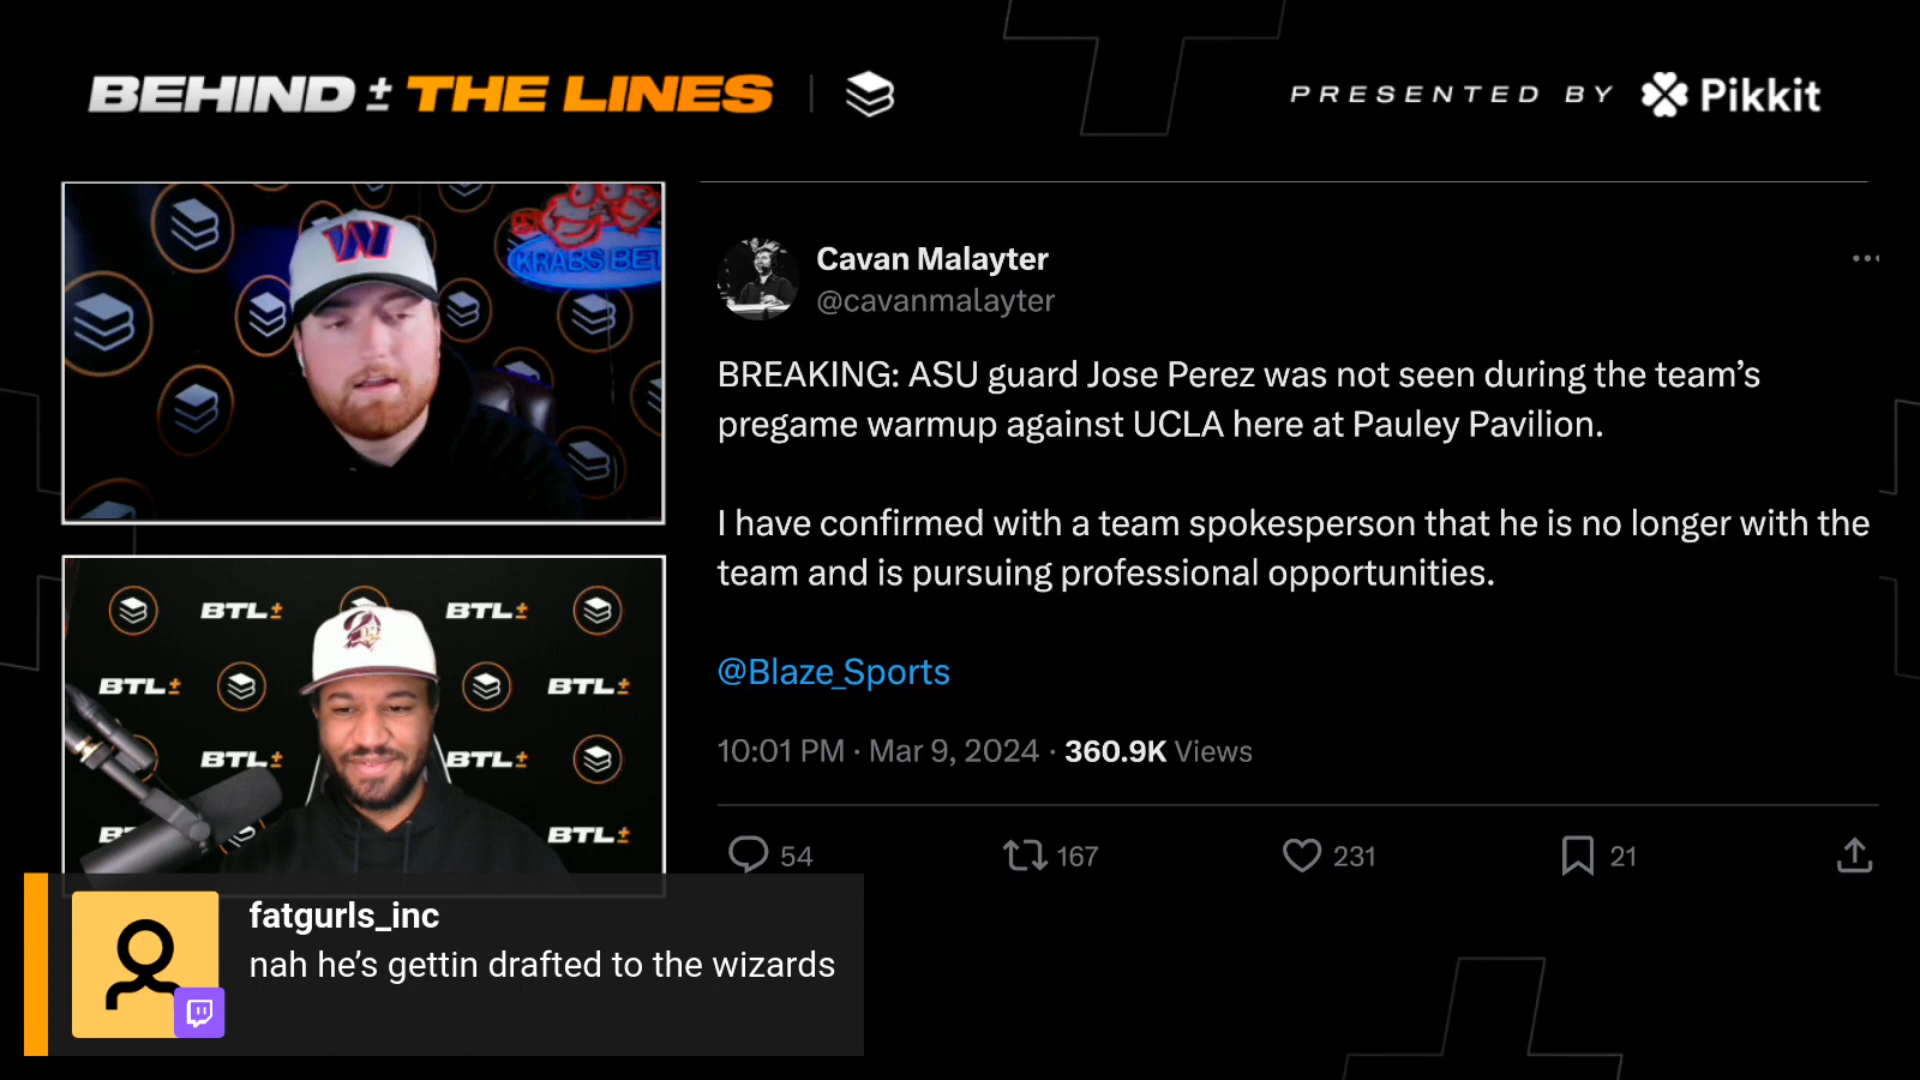 BEHIND ± THE LINES
PRESENTED BY Pikkit
W
KRABS BET
Cavan Malayter
@cavanmalayter
BREAKING: ASU guard Jose Perez was not seen during the team’s
pregame warmup against UCLA here at Pauley Pavilion.
I have confirmed with a team spokesperson that he is no longer with the
team and is pursuing professional opportunities.
@Blaze_Sports
10:01 PM · Mar 9, 2024 · 360.9K Views
54 167 231 21
BTL± BTL±
BTL± BTL±
BTL± BTL±
BTL±
fatgurls_inc
nah he’s gettin drafted to the wizards